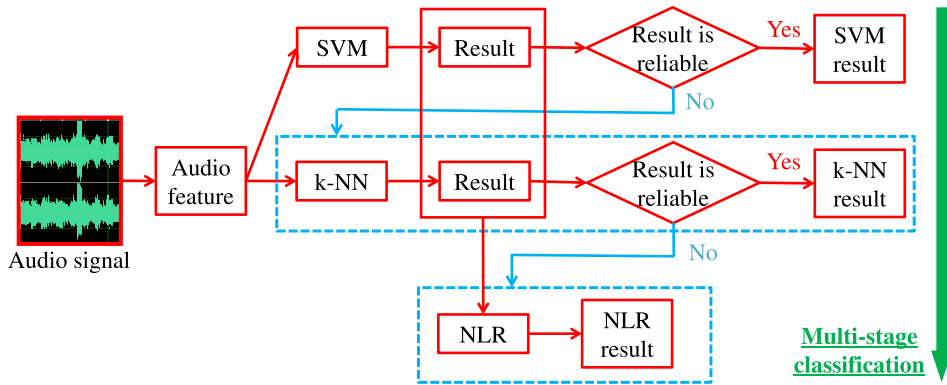 SVM
Result
Result is
reliable
Yes
SVM
result
No
Audio
feature
k-NN
Result
Result is
reliable
Yes
k-NN
result
Audio signal
No
NLR
NLR
result
Multi-stage
classification